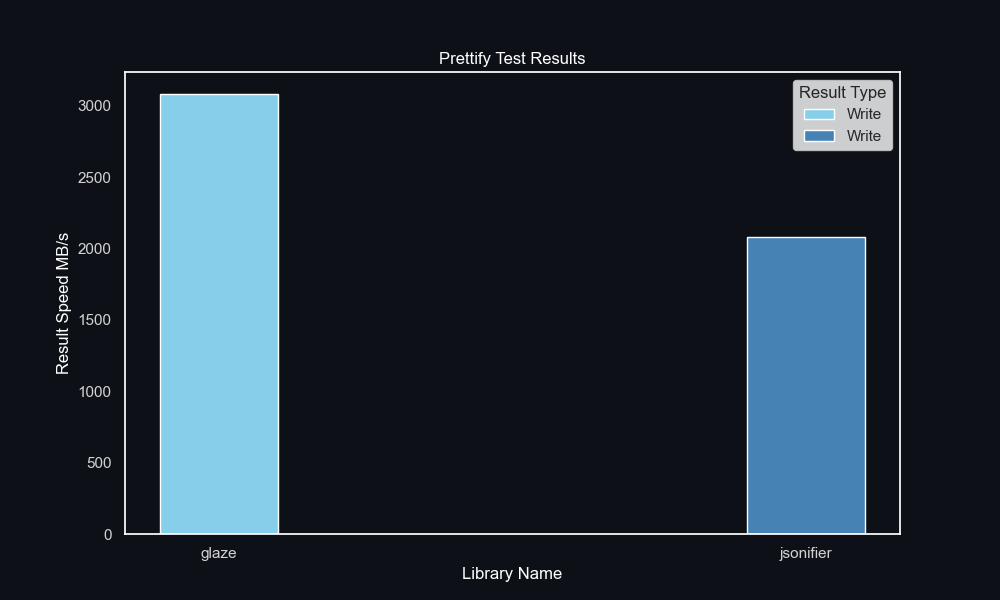 Prettify Test Results
Result Type
Write
Write
3000
2500
2000
1500
1000
500
0
Result Speed MB/s
glaze
jsonifier
Library Name